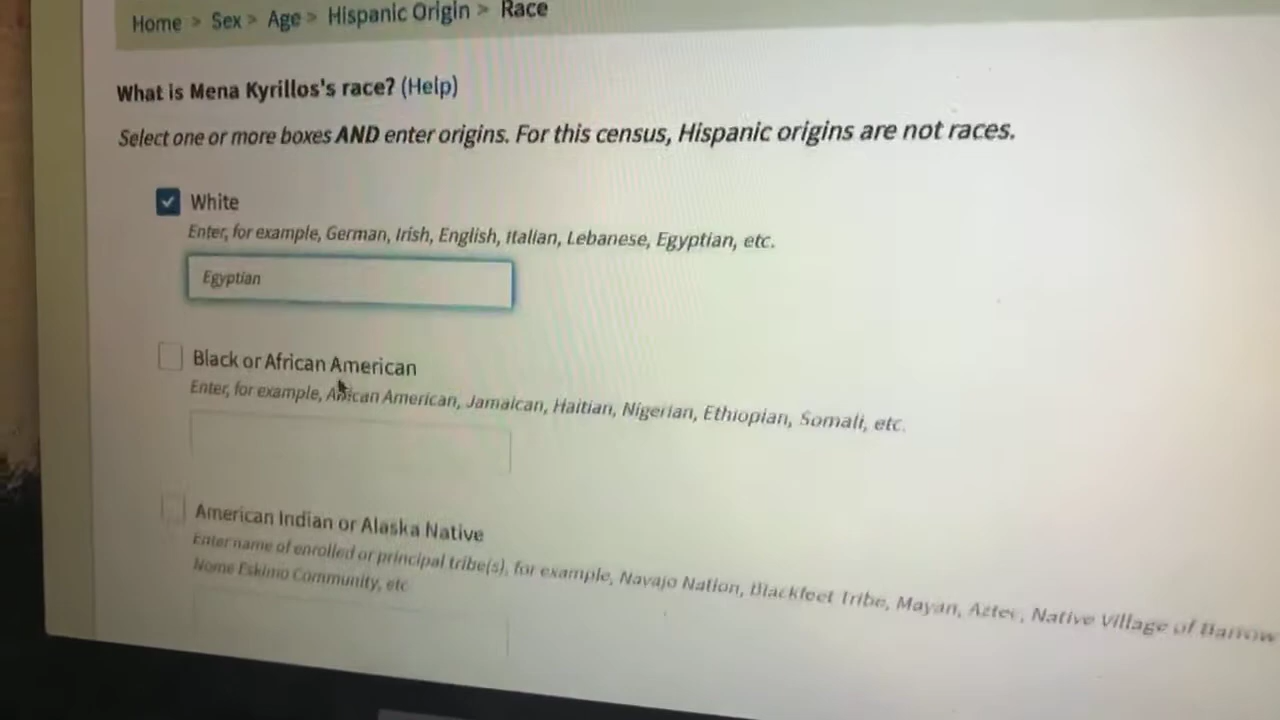 Home > Sex > Age > Hispanic Origin > Race
What is Mena Kyrillos's race? (Help)
Select one or more boxes AND enter origins. For this census, Hispanic origins are not races.
White
Enter, for example, German, Irish, English, Italian, Lebanese, Egyptian, etc.
Egyptian
Black or African American
Enter, for example, African American, Jamaican, Haitian, Nigerian, Ethiopian, Somali, etc.
American Indian or Alaska Native
Enter name of enrolled or principal tribe(s), for example, Navajo Nation, Blackfeet Tribe, Mayan, Aztec, Native Village of Barrow
Nome Eskimo Community, etc